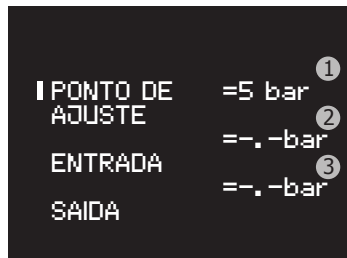 1
PONTO DE =5 bar
AJUSTE
2
=-.-bar
ENTRADA
3
=-.-bar
SAIDA